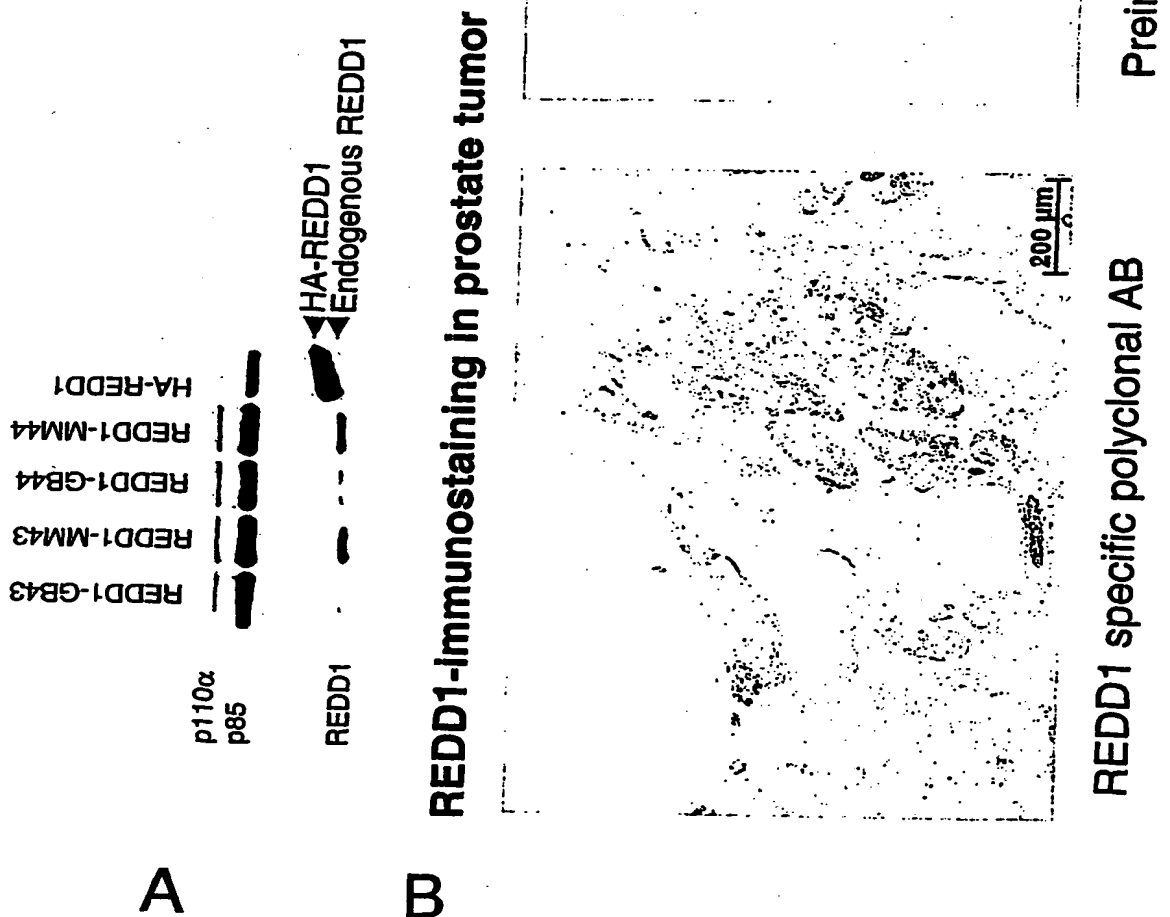 A
REDD1-GB43
REDD1-MM43
REDD1-GB44
REDD1-MM44
HA-REDD1
p110α
p85
REDD1
HA-REDD1
Endogenous REDD1
B
REDD1-immunostaining in prostate tumor
200 µm
REDD1 specific polyclonal AB
Prei